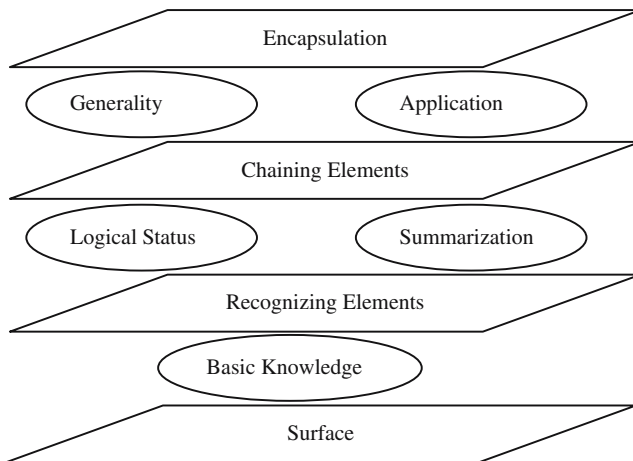 Encapsulation
Generality
Application
Chaining Elements
Logical Status
Summarization
Recognizing Elements
Basic Knowledge
Surface